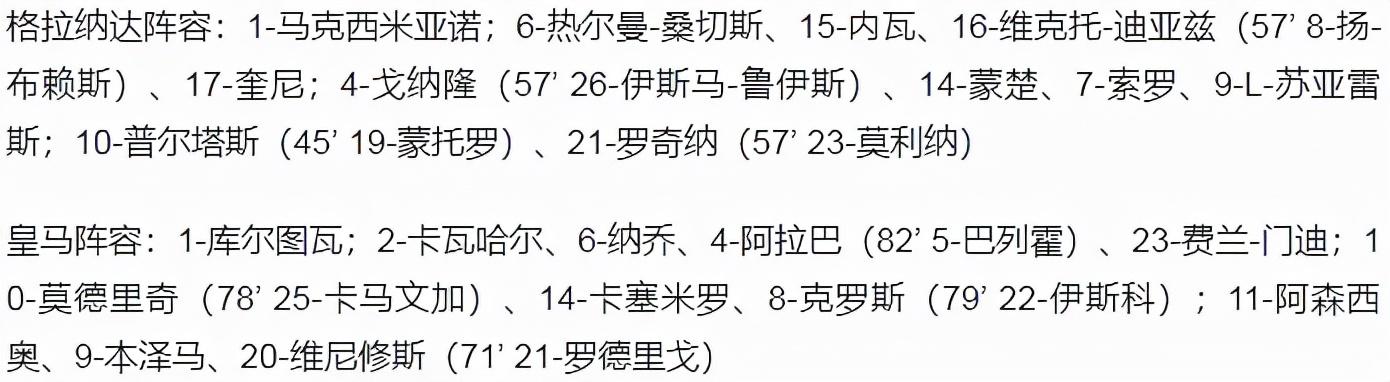 格拉纳达阵容：1-马克西米亚诺；6-热尔曼-桑切斯、15-内瓦、16-维克托-迪亚兹（57’ 8-扬-
布赖斯）、17-奎尼；4-戈纳隆（57’ 26-伊斯马-鲁伊斯）、14-蒙楚、7-索罗、9-L-苏亚雷
斯；10-普尔塔斯（45’ 19-蒙托罗）、21-罗奇纳（57’ 23-莫利纳）
皇马阵容：1-库尔图瓦；2-卡瓦哈尔、6-纳乔、4-阿拉巴（82’ 5-巴列霍）、23-费兰-门迪；1
0-莫德里奇（78’ 25-卡马文加）、14-卡塞米罗、8-克罗斯（79’ 22-伊斯科）；11-阿森西
奥、9-本泽马、20-维尼修斯（71’ 21-罗德里戈）